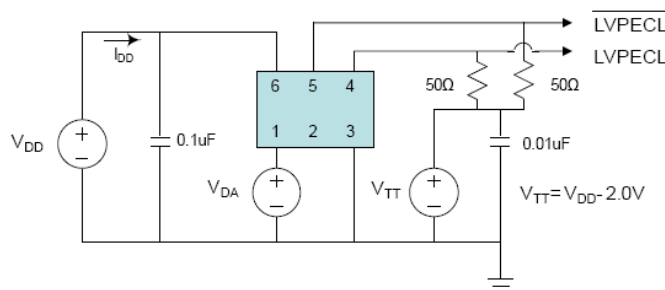 L̅V̅P̅E̅C̅L̅
LVPECL
I_DD
50Ω
50Ω
6 5 4
1 2 3
V_DD
0.1uF
V_DA
V_TT
0.01uF
V_TT=V_DD-2.0V
+
−
+
−
+
−